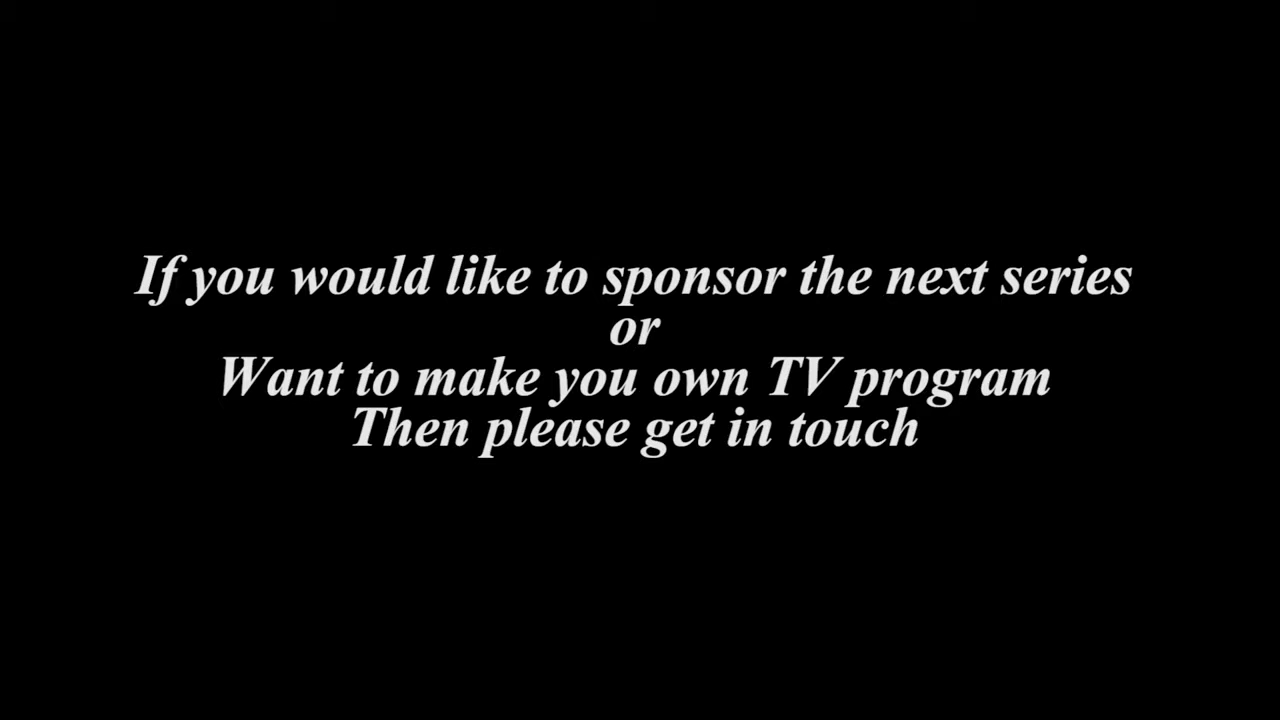 If you would like to sponsor the next series
or
Want to make you own TV program
Then please get in touch